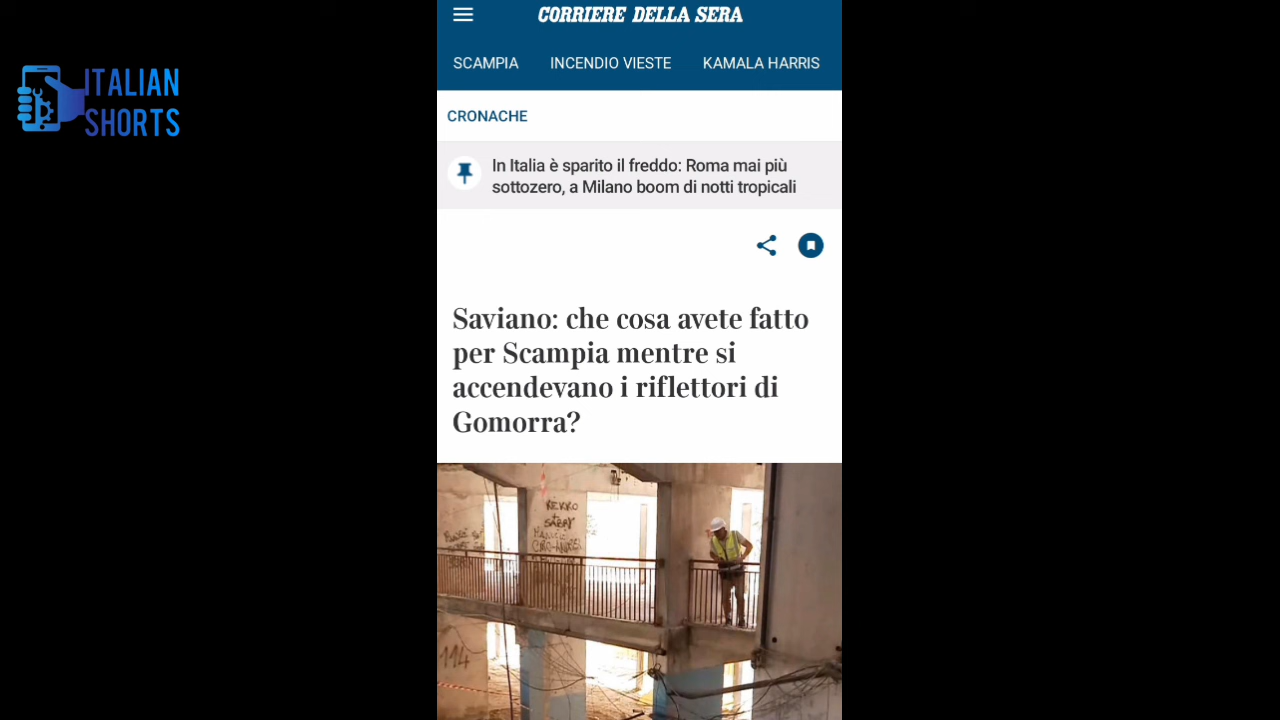 CORRIERE DELLA SERA
SCAMPIA INCENDIO VIESTE KAMALA HARRIS
ITALIAN
SHORTS
CRONACHE
In Italia è sparito il freddo: Roma mai più
sottozero, a Milano boom di notti tropicali
Saviano: che cosa avete fatto
per Scampia mentre si
accendevano i riflettori di
Gomorra?
114